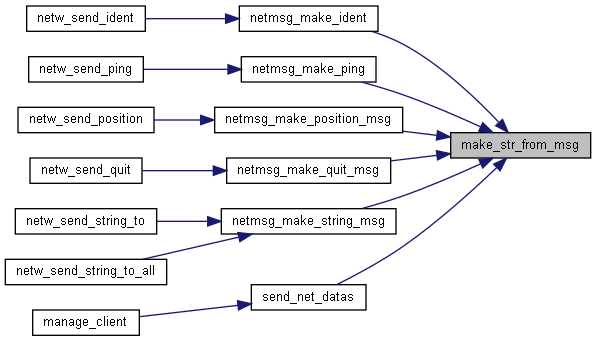 netw_send_ident
netmsg_make_ident
netw_send_ping
netmsg_make_ping
netw_send_position
netmsg_make_position_msg
make_str_from_msg
netw_send_quit
netmsg_make_quit_msg
netw_send_string_to
netmsg_make_string_msg
netw_send_string_to_all
send_net_datas
manage_client